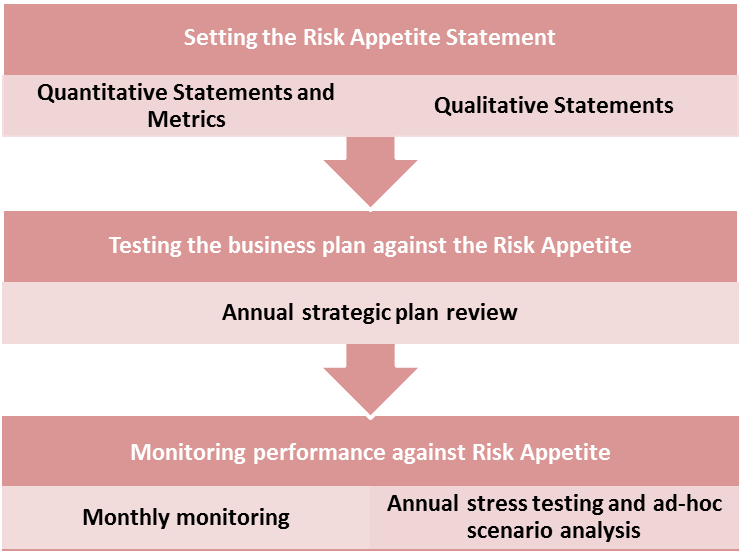 Setting the Risk Appetite Statement
Quantitative Statements and
Metrics
Qualitative Statements
Testing the business plan against the Risk Appetite
Annual strategic plan review
Monitoring performance against Risk Appetite
Monthly monitoring
Annual stress testing and ad-hoc
scenario analysis